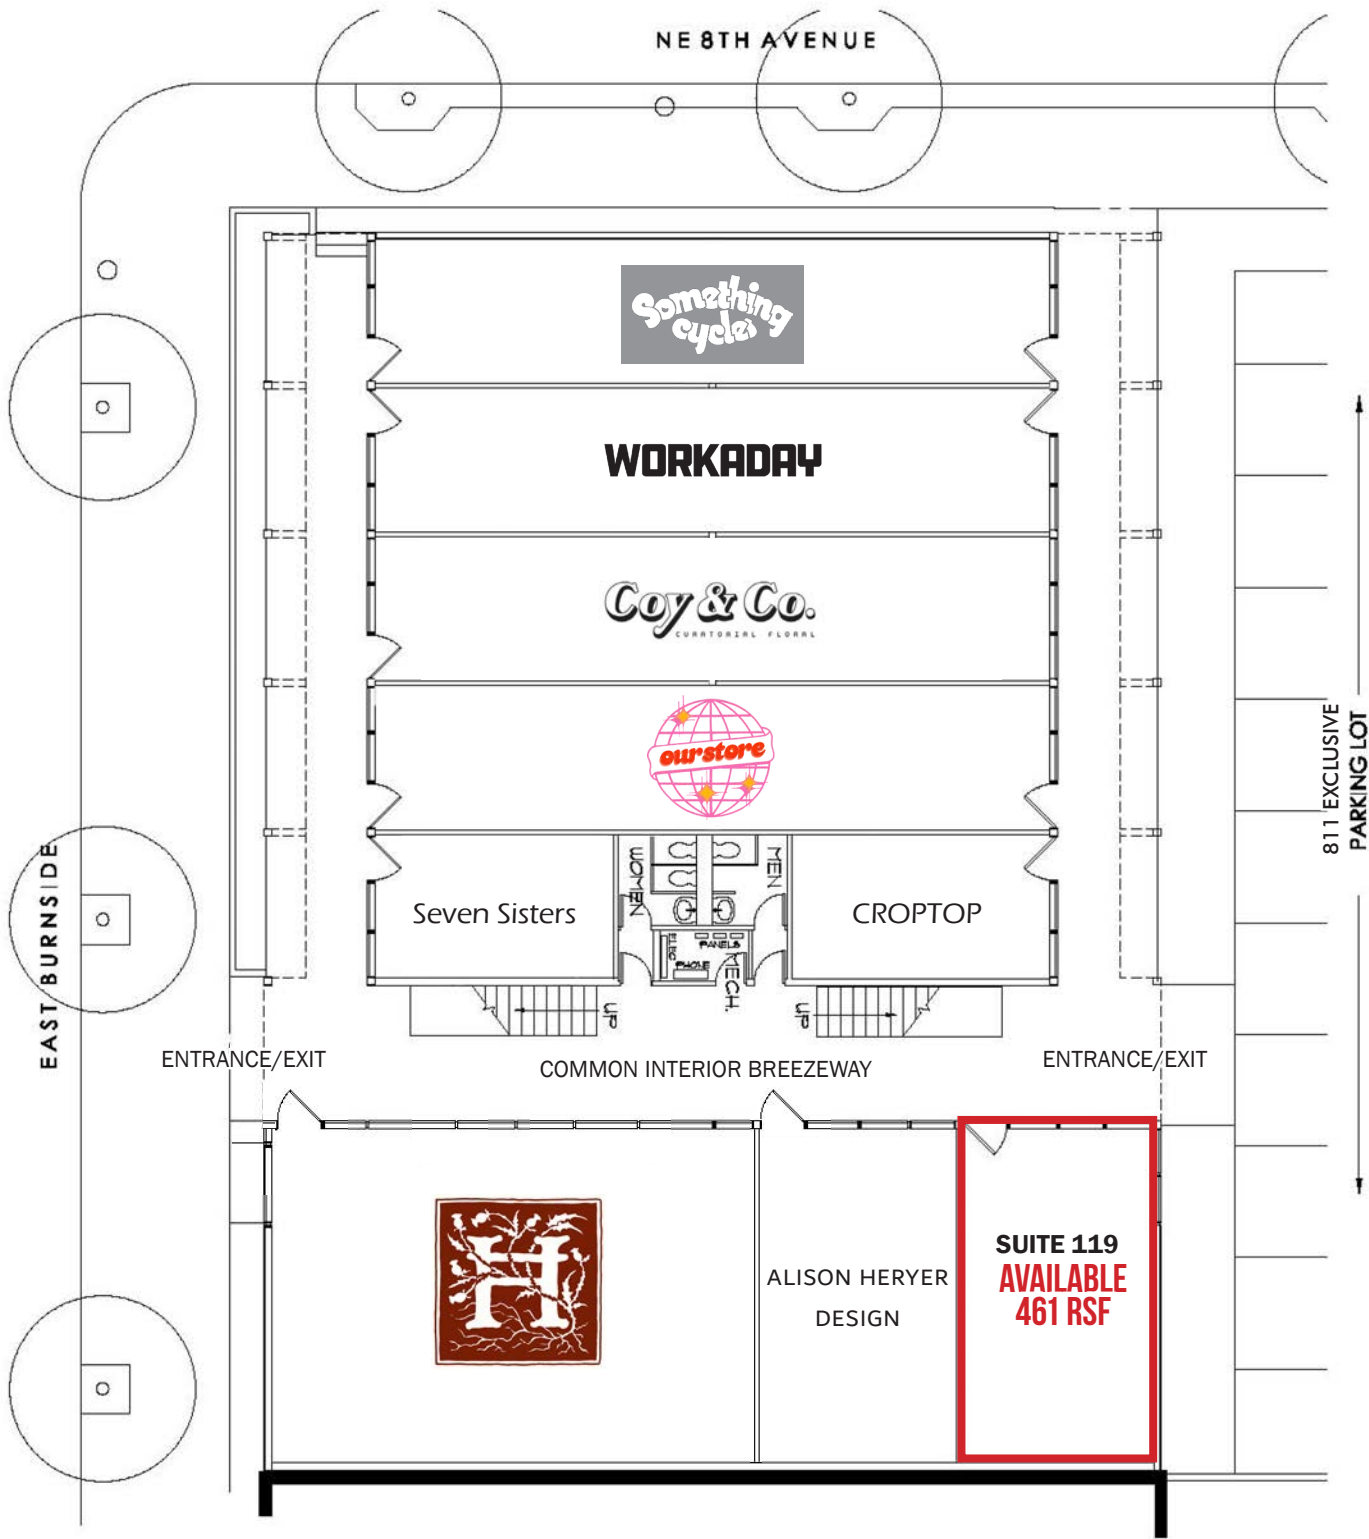 NE 8TH AVENUE
Something
cycles
WORKADAY
Coy & Co.
CURATORIAL FLORAL
ourstore
811 EXCLUSIVE
PARKING LOT
EAST BURNSIDE
WOMEN
MEN
Seven Sisters
CROPTOP
ELEC
PANELS
PHONE
MECH.
UP
UP
ENTRANCE/EXIT
COMMON INTERIOR BREEZEWAY
ENTRANCE/EXIT
H
ALISON HERYER
DESIGN
SUITE 119
AVAILABLE
461 RSF